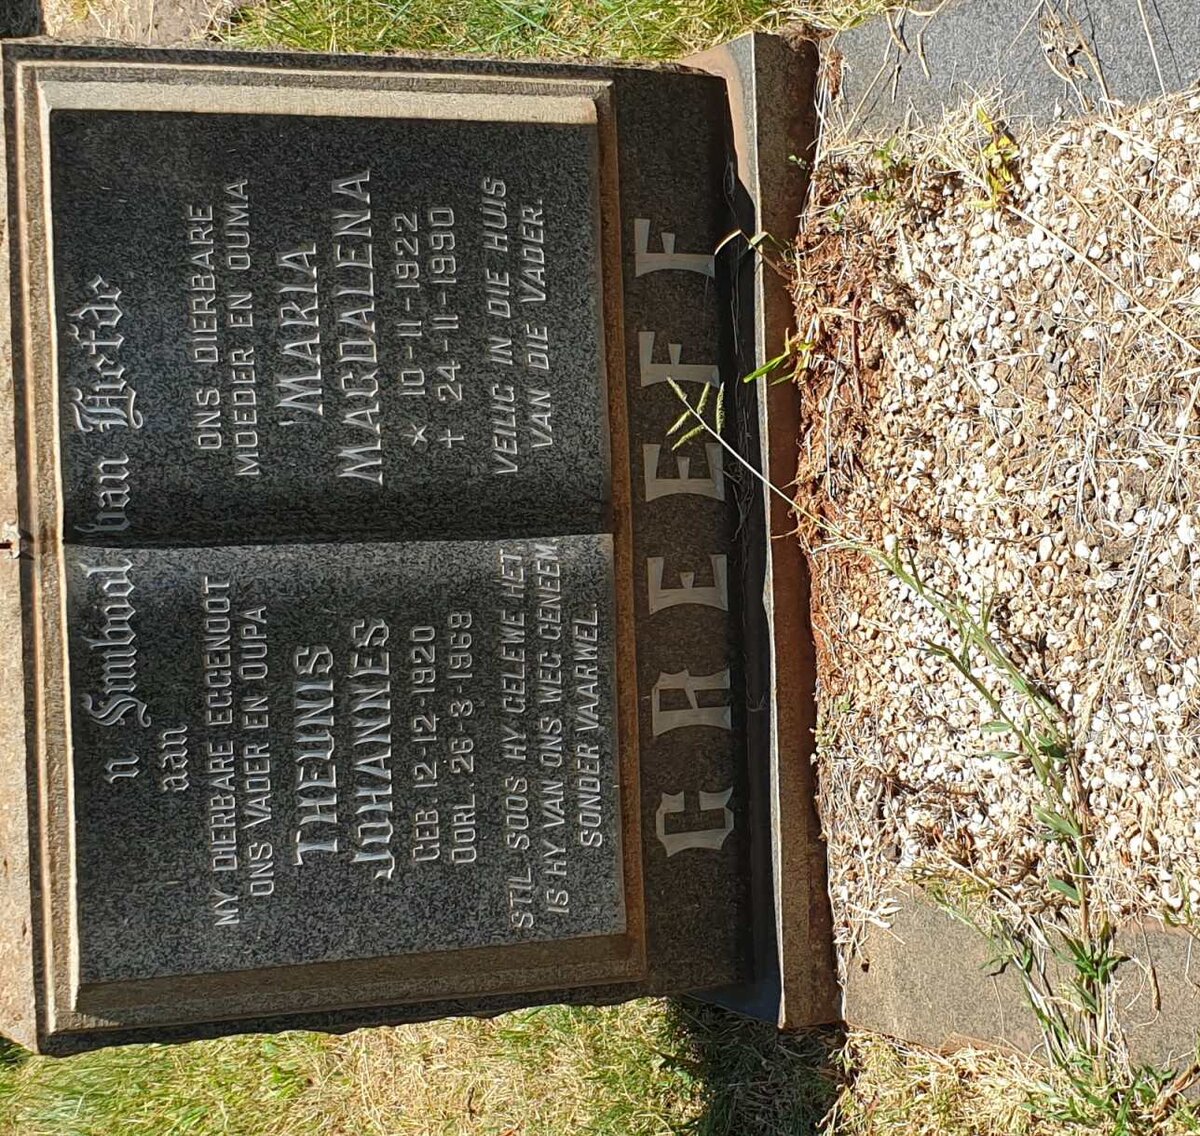 'n Simbool van Liefde
aan
MY DIERBARE EGGENOOT
ONS VADER EN OUPA
THEUNIS
JOHANNES
GEB. 12-12-1920
OORL. 26-8-1969
STIL SOOS HY GELEWE HET
IS HY VAN ONS WEG GENEEM
SONDER VAARWEL.
ONS DIERBARE
MOEDER EN OUMA
MARIA
MAGDALENA
* 10-11-1922
+ 24-11-1990
VEILIG IN DIE HUIS
VAN DIE VADER.
GREEFF